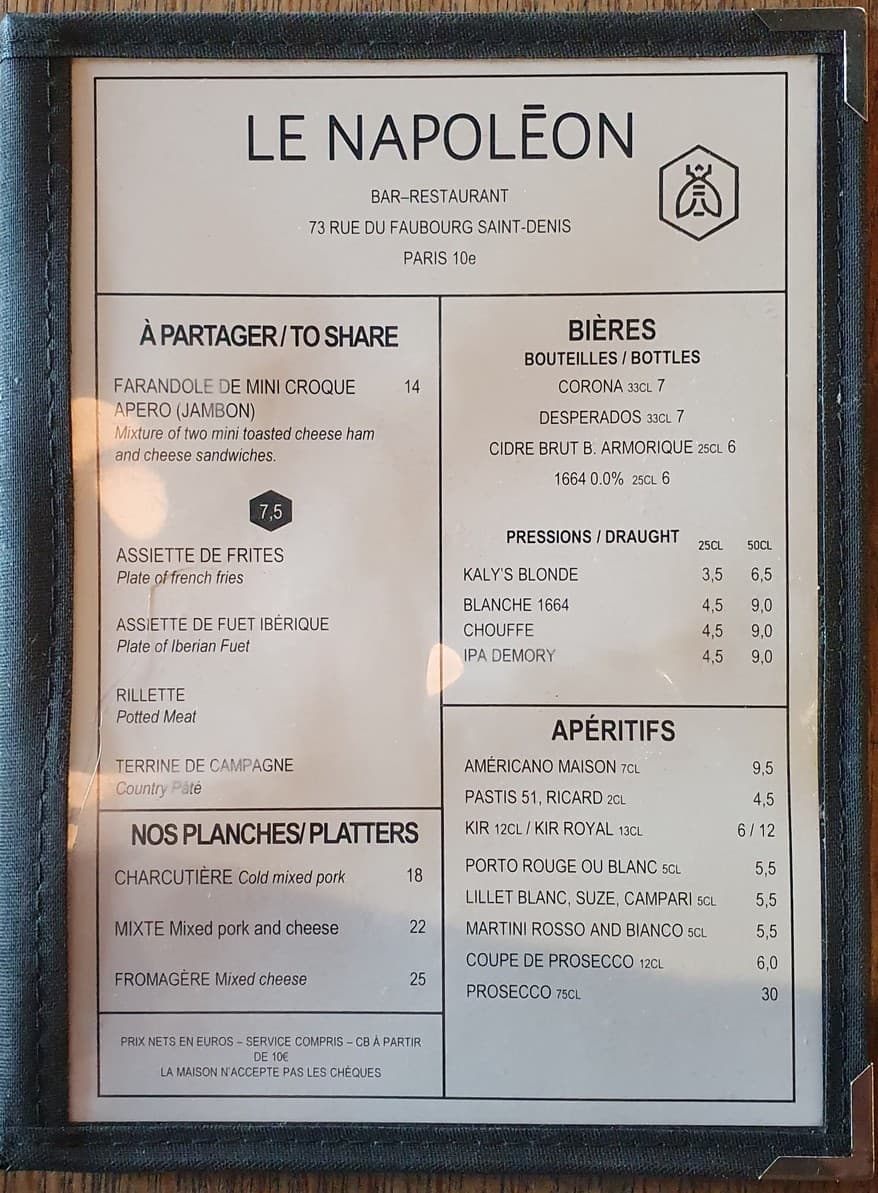 LE NAPOLĒON
BAR–RESTAURANT
73 RUE DU FAUBOURG SAINT-DENIS
PARIS 10e
À PARTAGER / TO SHARE
FARANDOLE DE MINI CROQUE 14
APERO (JAMBON)
Mixture of two mini toasted cheese ham
and cheese sandwiches.
7,5
ASSIETTE DE FRITES
Plate of french fries
ASSIETTE DE FUET IBÉRIQUE
Plate of Iberian Fuet
RILLETTE
Potted Meat
TERRINE DE CAMPAGNE
Country Pâté
NOS PLANCHES/ PLATTERS
CHARCUTIÈRE Cold mixed pork 18
MIXTE Mixed pork and cheese 22
FROMAGÈRE Mixed cheese 25
PRIX NETS EN EUROS – SERVICE COMPRIS – CB À PARTIR
DE 10€
LA MAISON N'ACCEPTE PAS LES CHÈQUES
BIÈRES
BOUTEILLES / BOTTLES
CORONA 33CL 7
DESPERADOS 33CL 7
CIDRE BRUT B. ARMORIQUE 25CL 6
1664 0.0% 25CL 6
PRESSIONS / DRAUGHT 25CL 50CL
KALY'S BLONDE 3,5 6,5
BLANCHE 1664 4,5 9,0
CHOUFFE 4,5 9,0
IPA DEMORY 4,5 9,0
APÉRITIFS
AMÉRICANO MAISON 7CL 9,5
PASTIS 51, RICARD 2CL 4,5
KIR 12CL / KIR ROYAL 13CL 6 / 12
PORTO ROUGE OU BLANC 5CL 5,5
LILLET BLANC, SUZE, CAMPARI 5CL 5,5
MARTINI ROSSO AND BIANCO 5CL 5,5
COUPE DE PROSECCO 12CL 6,0
PROSECCO 75CL 30